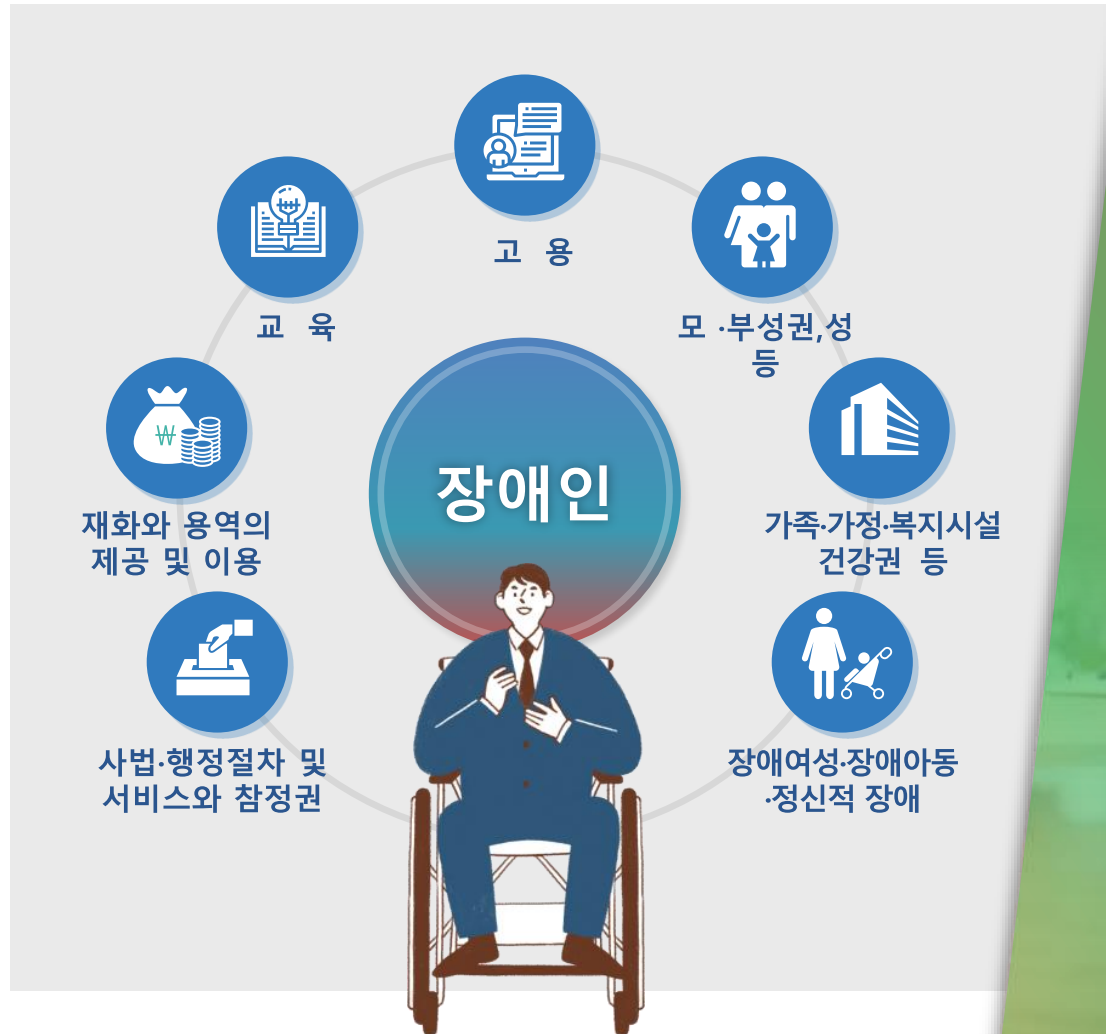 고 용
교 육
모 ·부성권,성
등
장애인
재화와 용역의
제공 및 이용
가족·가정·복지시설
건강권 등
사법·행정절차 및
서비스와 참정권
장애여성·장애아동
·정신적 장애